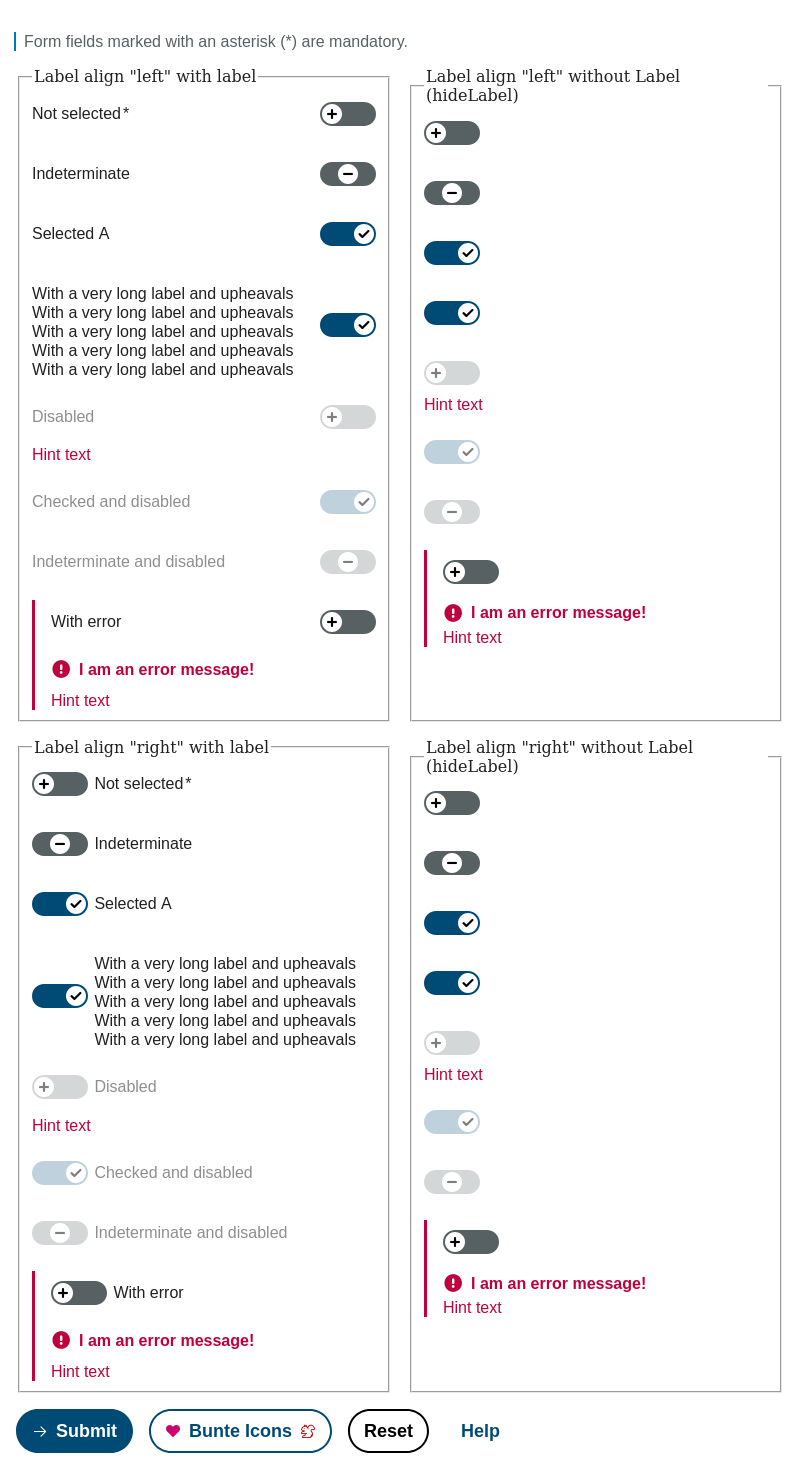 Form fields marked with an asterisk (*) are mandatory.
Label align "left" with label
Not selected*
Indeterminate
Selected A
With a very long label and upheavals
With a very long label and upheavals
With a very long label and upheavals
With a very long label and upheavals
With a very long label and upheavals
Disabled
Hint text
Checked and disabled
Indeterminate and disabled
With error
I am an error message!
Hint text
Label align "left" without Label
(hideLabel)
Hint text
I am an error message!
Hint text
Label align "right" with label
Not selected*
Indeterminate
Selected A
With a very long label and upheavals
With a very long label and upheavals
With a very long label and upheavals
With a very long label and upheavals
With a very long label and upheavals
Disabled
Hint text
Checked and disabled
Indeterminate and disabled
With error
I am an error message!
Hint text
Label align "right" without Label
(hideLabel)
Hint text
I am an error message!
Hint text
Submit
Bunte Icons
Reset
Help